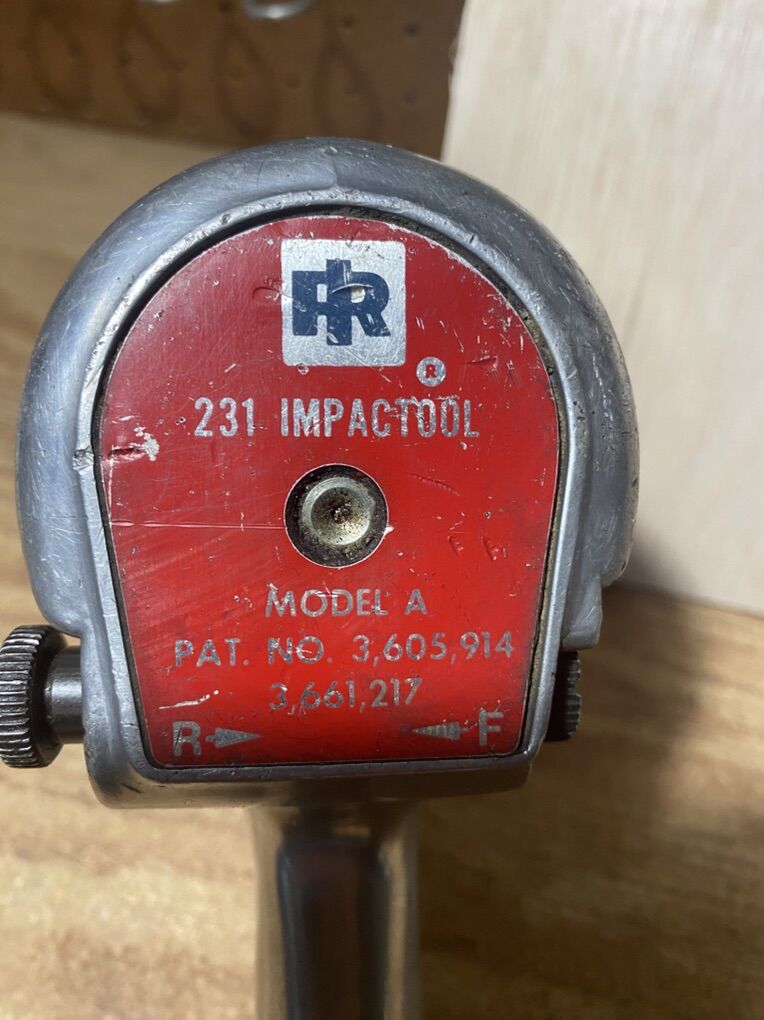 IR
®
231 IMPACTOOL
MODEL A
PAT. NO. 3,605,914
3,661,217
R F